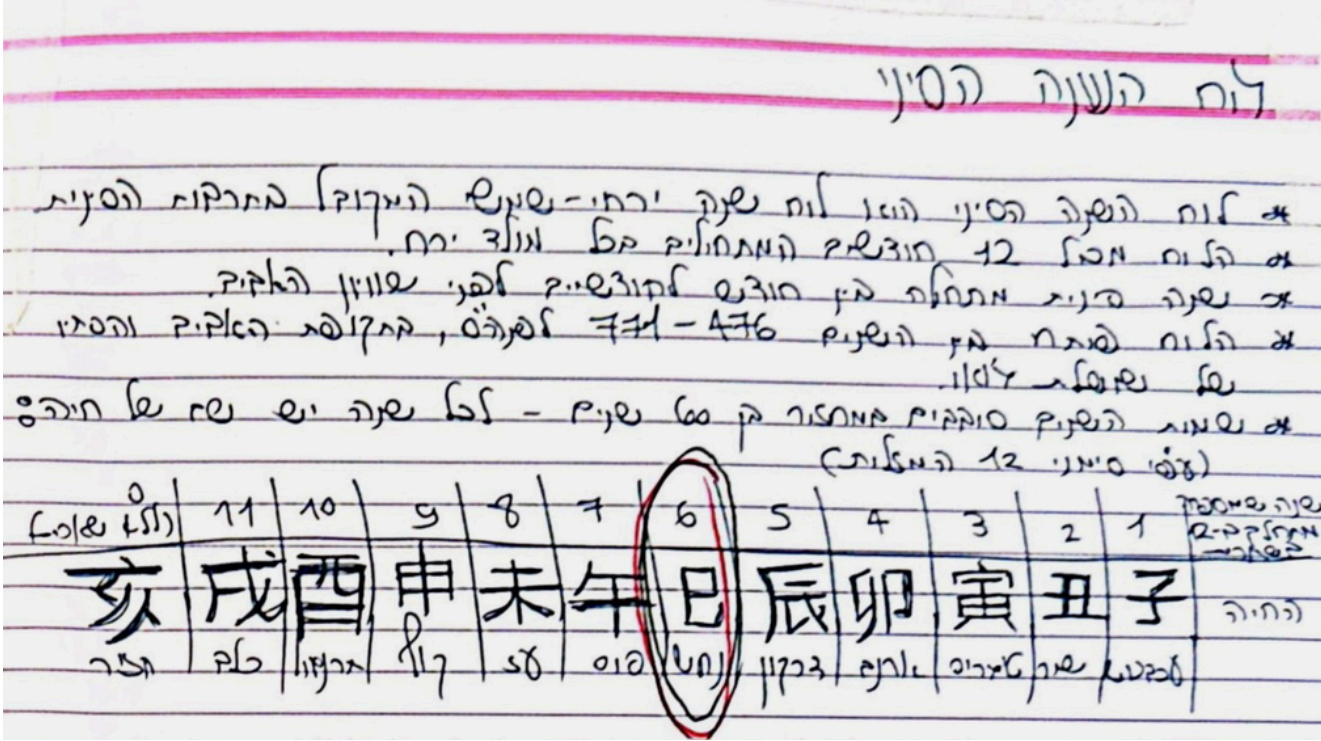 לוח השנה הסיני
* לוח השנה הסיני הוא לוח שנה ירחי-שמשי המקובל בתרבות הסינית
* הלוח מכיל 12 חודשים המתחילים בכל מולד ירח.
* שנה סינית מתחילה בין חודש לחודשיים לפני שוויון האביב.
* הלוח פותח בין השנים 476-771 לפנה"ס, בתקופת האביב והסתיו
של שושלת ג'ואו.
* שמות השנים סובבים במחזור בן 60 שנים - לכל שנה יש שם של חיה:
(עפ"י סימני 12 המזלות)
שנה שמספרה מתחלק ב-12 בשארית 1 2 3 4 5 6 7 8 9 10 11 0 (ללא שארית)
החיה 子 丑 寅 卯 辰 巳 午 未 申 酉 戌 亥
עכברוש שור טיגריס ארנב דרקון נחש סוס עז קוף תרנגול כלב חזיר